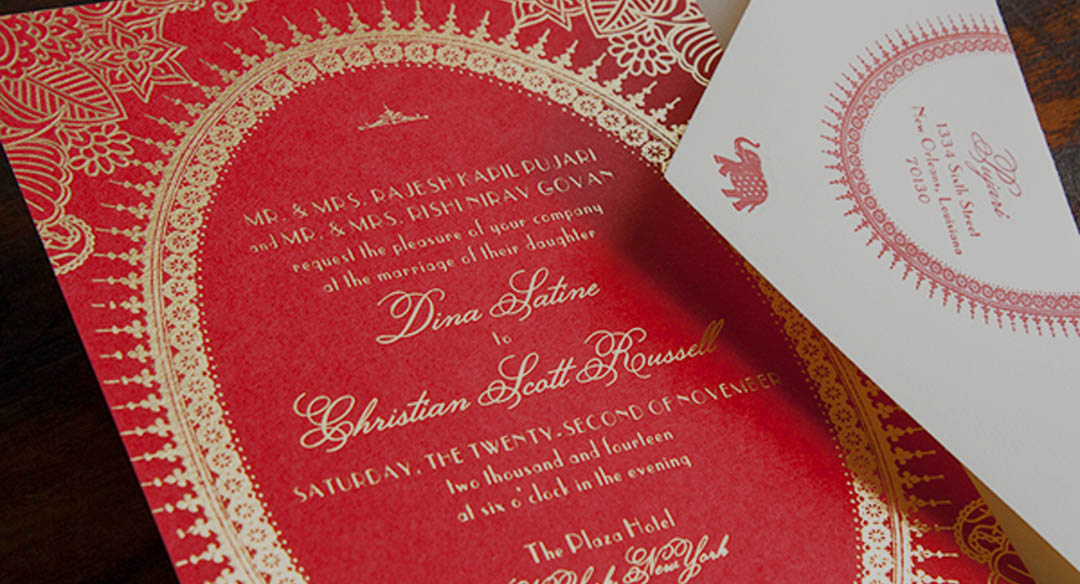 MR. & MRS. RAJESH KAPIL PUJARI
and MR. & MRS. RISHI NIRAV GOVAN
request the pleasure of your company
at the marriage of their daughter
Dina Satine
to
Christian Scott Russell
SATURDAY, THE TWENTY-SECOND OF NOVEMBER
two thousand and fourteen
at six o'clock in the evening
The Plaza Hotel
York, New York
Pujari
1334 Sixth Street
New Orleans, Louisiana
70130